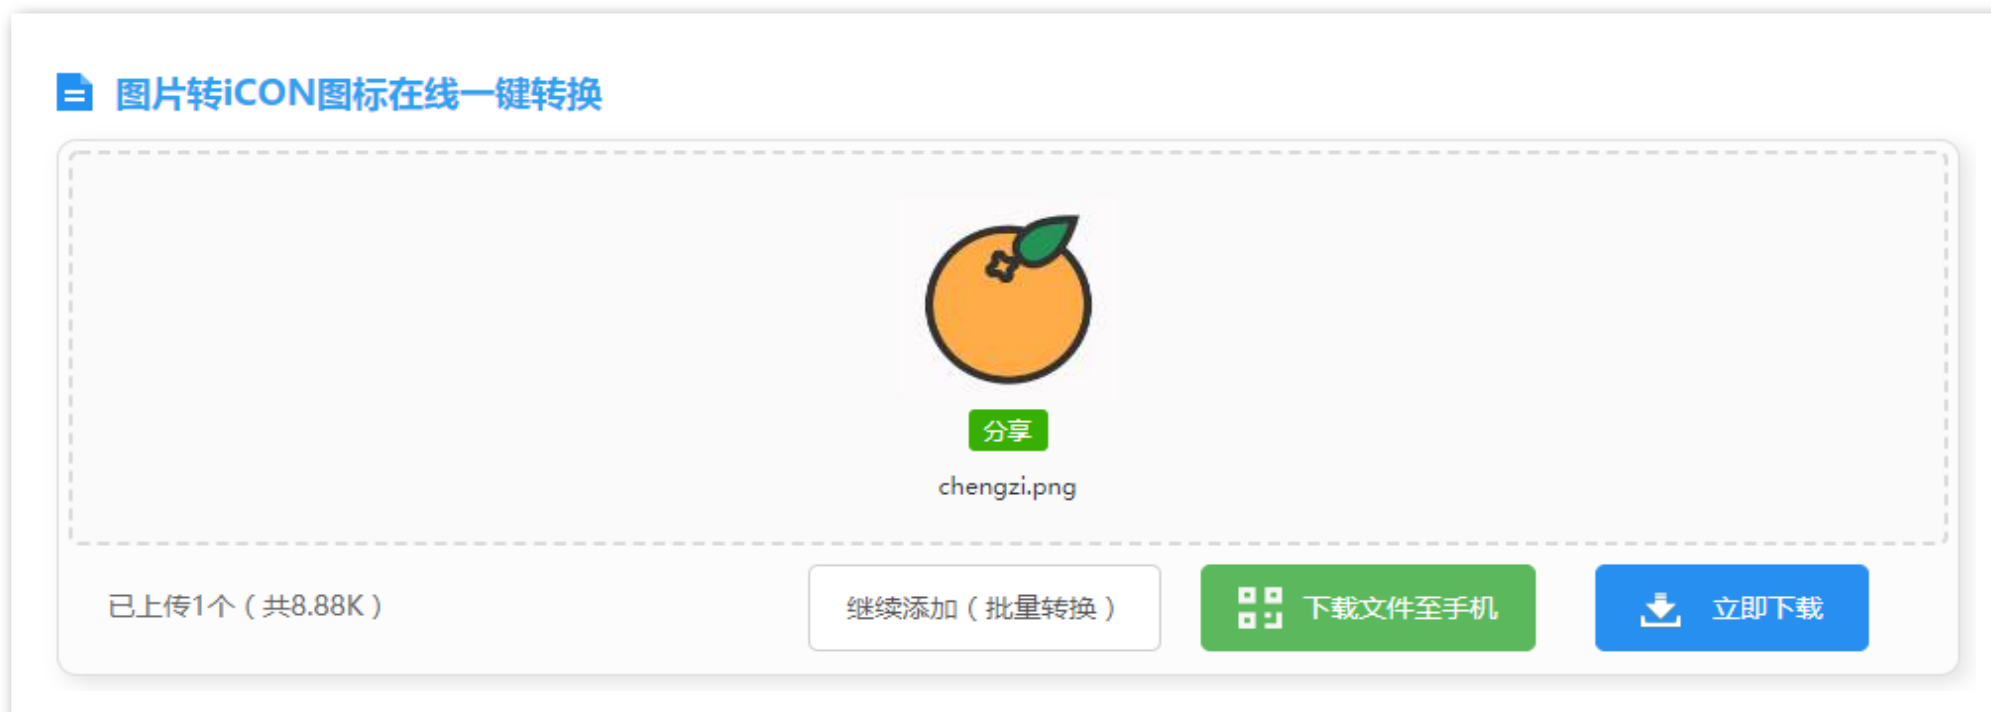 图片转iCON图标在线一键转换
分享
chengzi.png
已上传1个（共8.88K）
继续添加（批量转换）
下载文件至手机
立即下载